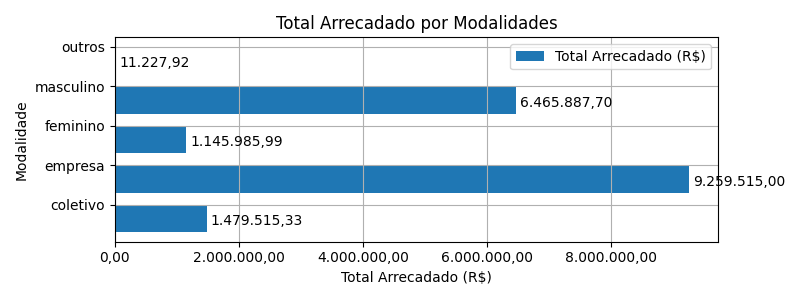 Total Arrecadado por Modalidades
Total Arrecadado (R$)
Modalidade
outros
11.227,92
masculino
6.465.887,70
feminino
1.145.985,99
empresa
9.259.515,00
coletivo
1.479.515,33
0,00 2.000.000,00 4.000.000,00 6.000.000,00 8.000.000,00
Total Arrecadado (R$)